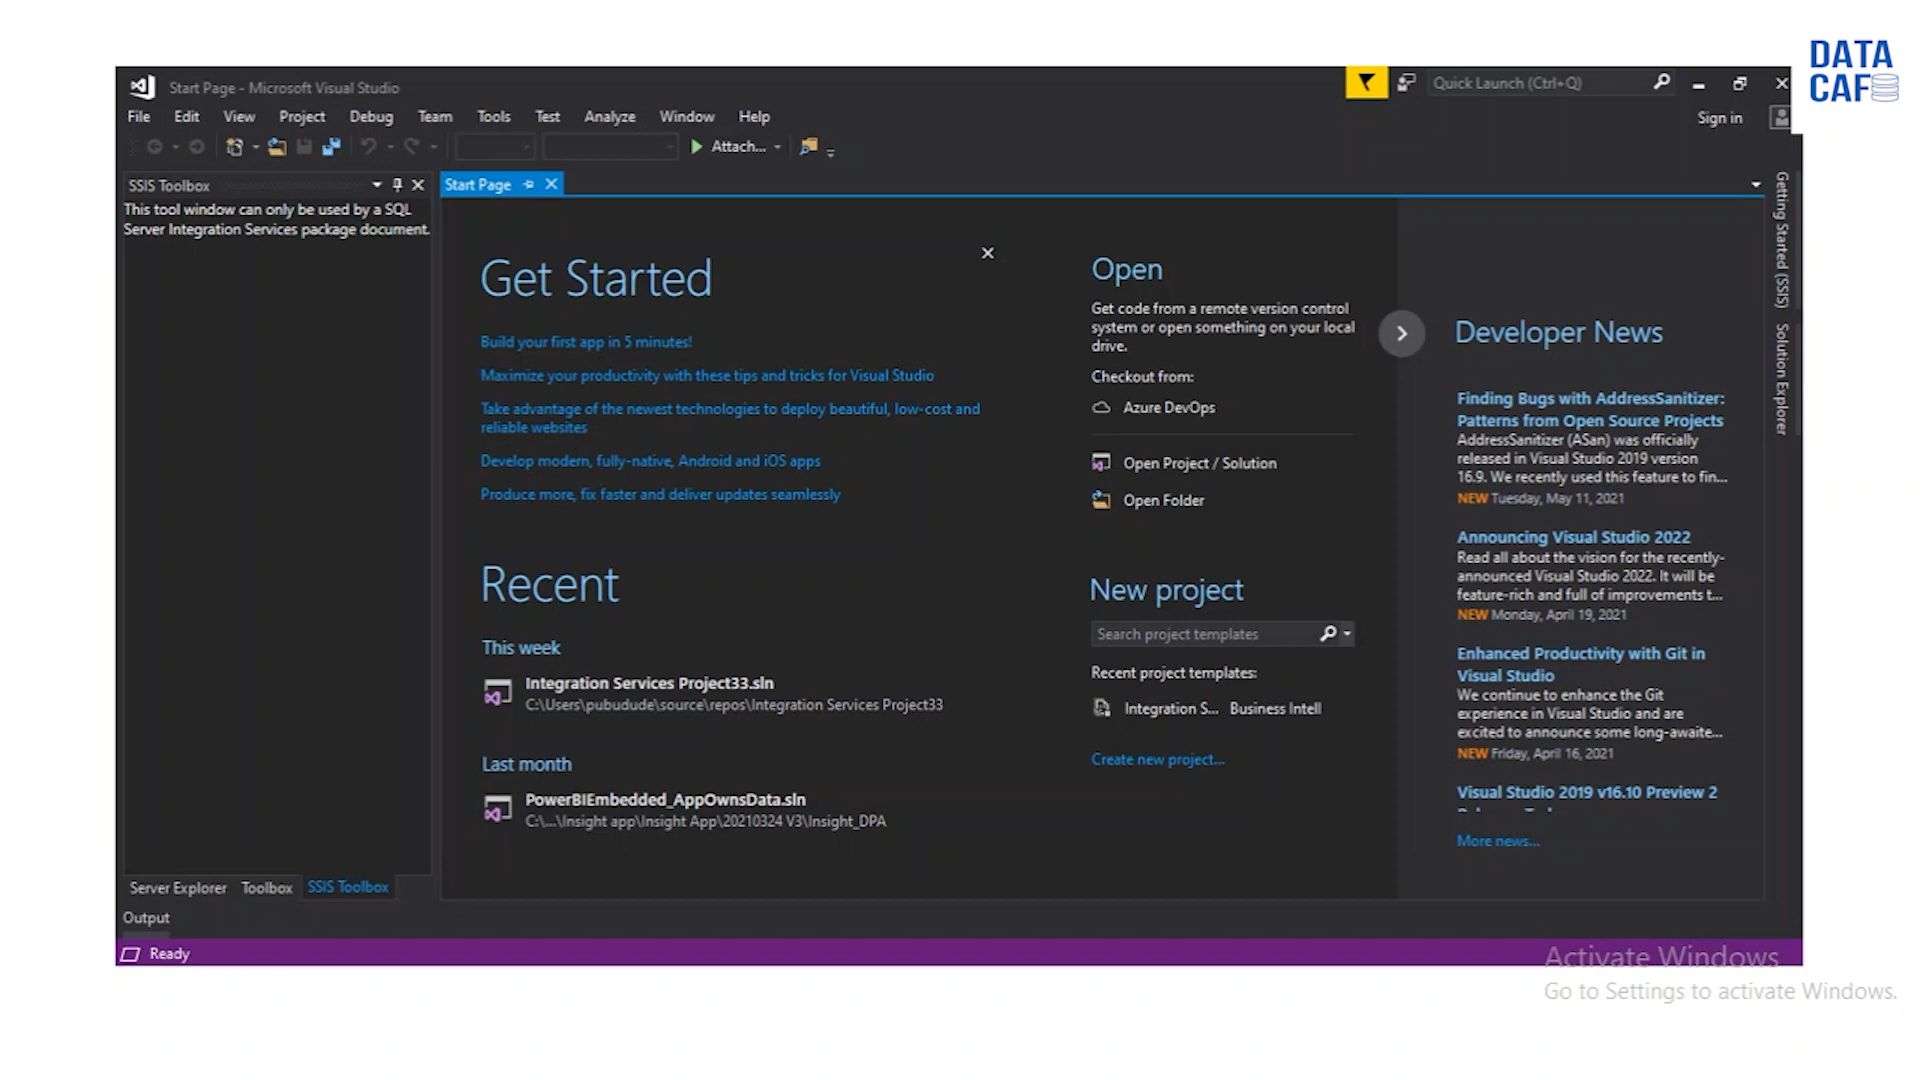 DATA
CAF
Start Page - Microsoft Visual Studio
Quick Launch (Ctrl+Q)
File Edit View Project Debug Team Tools Test Analyze Window Help
Sign in
Attach...
SSIS Toolbox
This tool window can only be used by a SQL
Server Integration Services package document.
Start Page
Get Started
Build your first app in 5 minutes!
Maximize your productivity with these tips and tricks for Visual Studio
Take advantage of the newest technologies to deploy beautiful, low-cost and
reliable websites
Develop modern, fully-native, Android and iOS apps
Produce more, fix faster and deliver updates seamlessly
Recent
This week
Integration Services Project33.sln
C:\Users\pubudude\source\repos\Integration Services Project33
Last month
PowerBIEmbedded_AppOwnsData.sln
C:\...\Insight app\Insight App\20210324 V3\Insight_DPA
Open
Get code from a remote version control
system or open something on your local
drive.
Checkout from:
Azure DevOps
Open Project / Solution
Open Folder
New project
Search project templates
Recent project templates:
Integration S... Business Intell
Create new project...
Developer News
Finding Bugs with AddressSanitizer:
Patterns from Open Source Projects
AddressSanitizer (ASan) was officially
released in Visual Studio 2019 version
16.9. We recently used this feature to fin...
NEW Tuesday, May 11, 2021
Announcing Visual Studio 2022
Read all about the vision for the recently-
announced Visual Studio 2022. It will be
feature-rich and full of improvements t...
NEW Monday, April 19, 2021
Enhanced Productivity with Git in
Visual Studio
We continue to enhance the Git
experience in Visual Studio and are
excited to announce some long-awaite...
NEW Friday, April 16, 2021
Visual Studio 2019 v16.10 Preview 2
More news...
Getting Started (SSIS)
Solution Explorer
Server Explorer Toolbox SSIS Toolbox
Output
Ready
Activate Windows
Go to Settings to activate Windows.